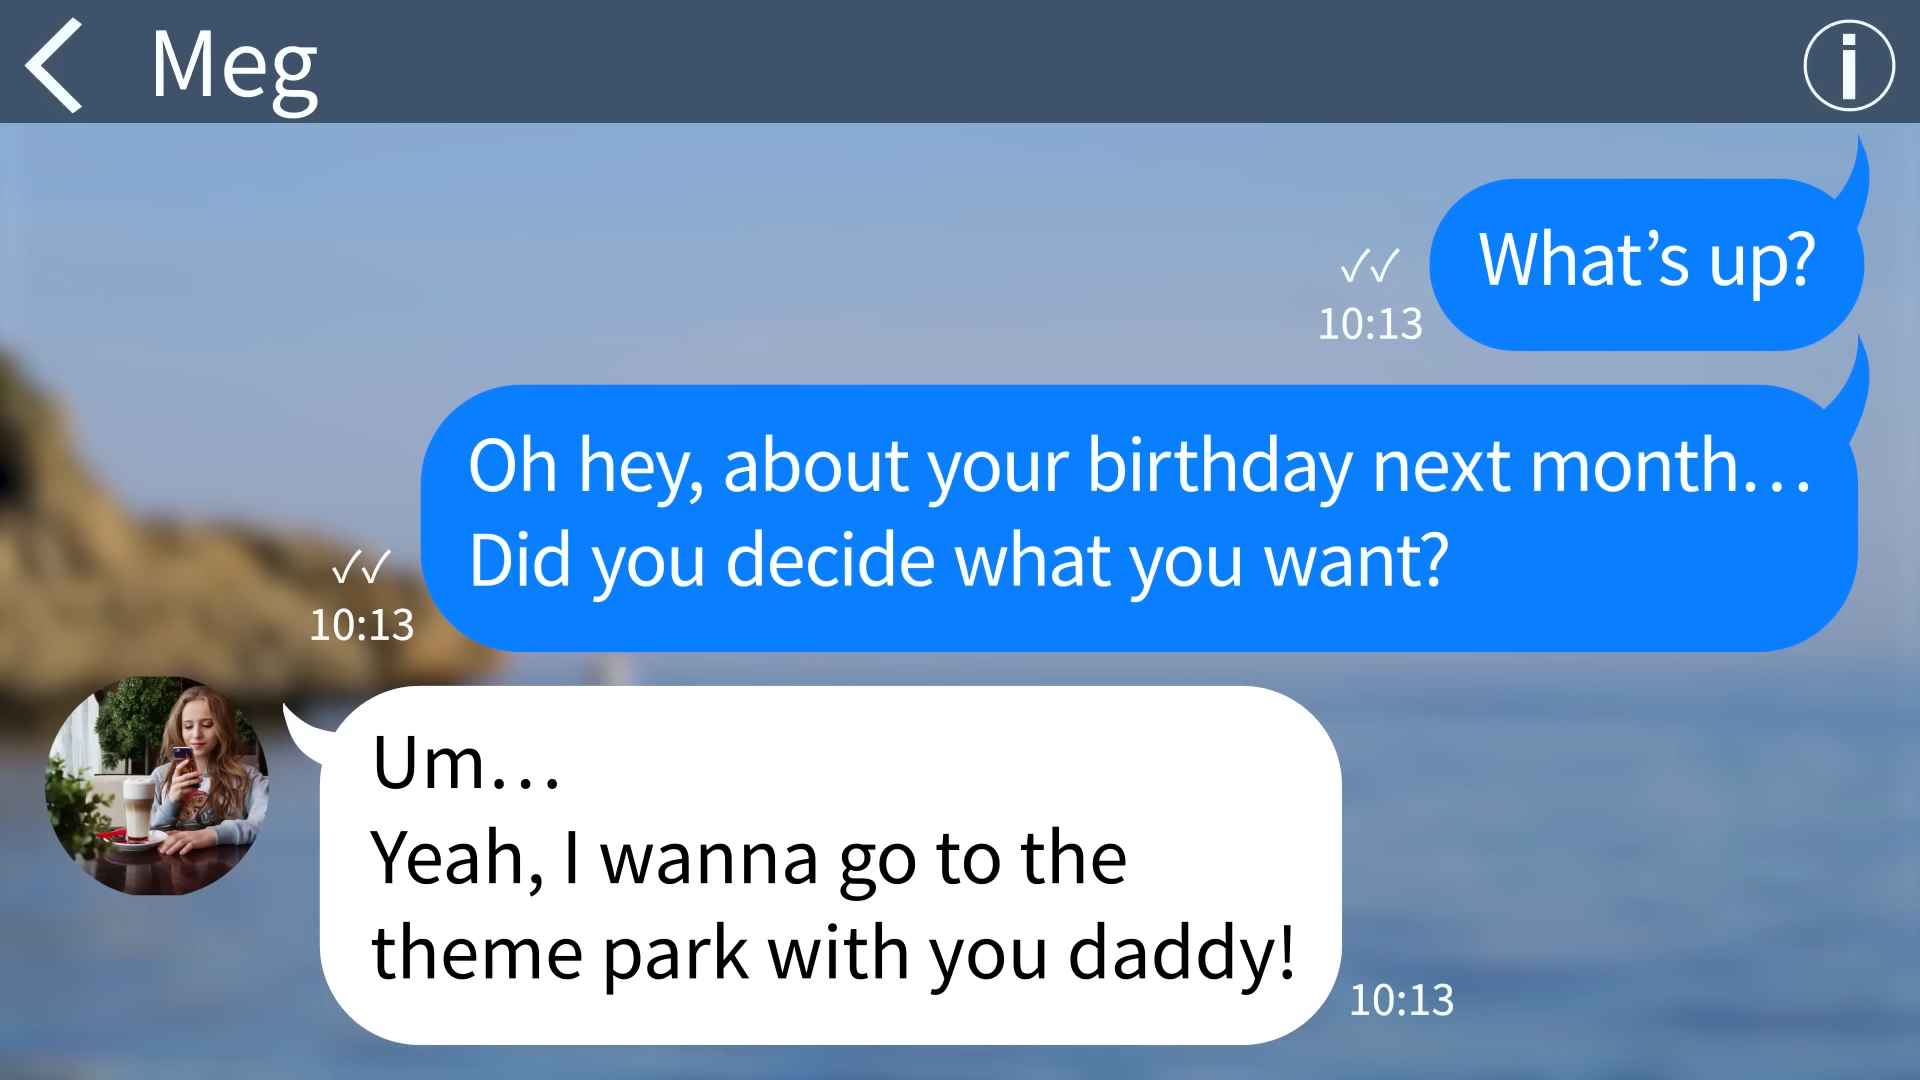 Meg
What’s up?
10:13
Oh hey, about your birthday next month…
Did you decide what you want?
10:13
Um…
Yeah, I wanna go to the
theme park with you daddy!
10:13